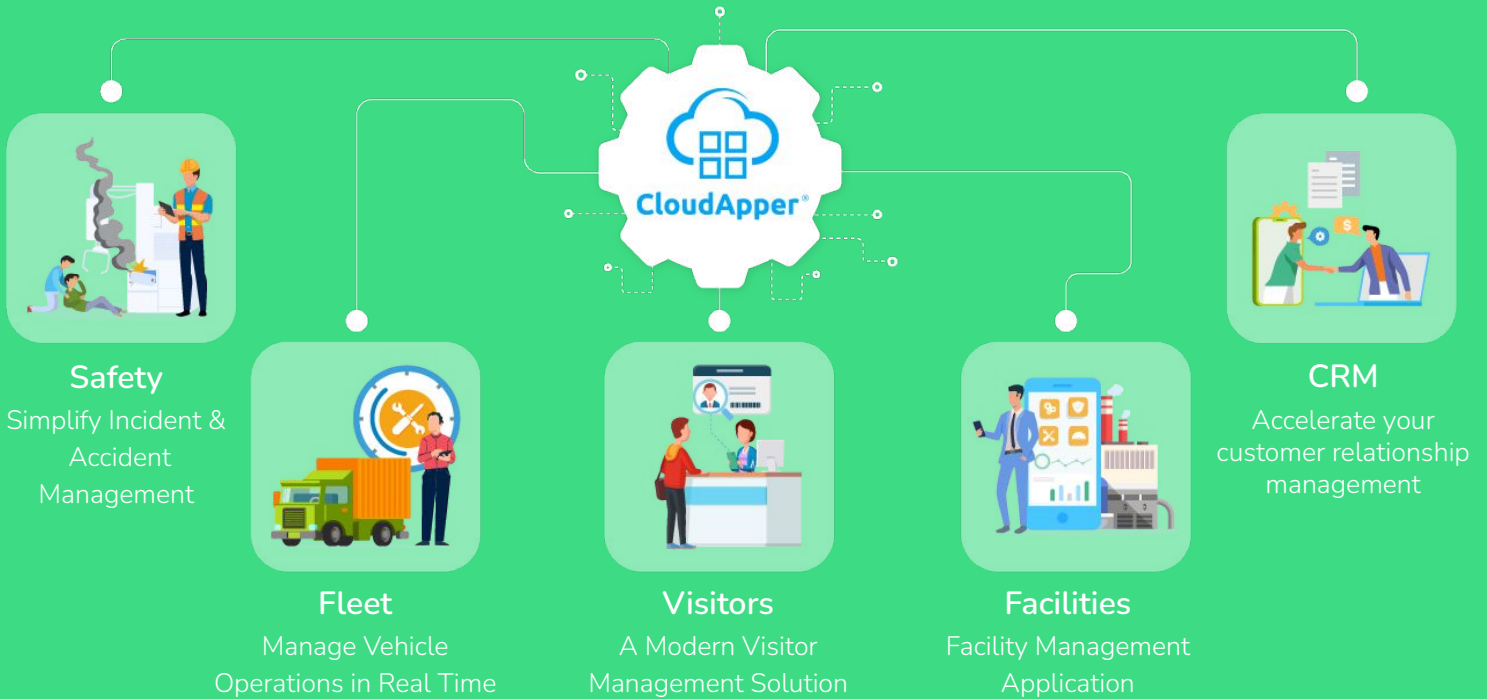 CloudApper®
Safety
Simplify Incident &
Accident
Management
Fleet
Manage Vehicle
Operations in Real Time
Visitors
A Modern Visitor
Management Solution
Facilities
Facility Management
Application
CRM
Accelerate your
customer relationship
management
$